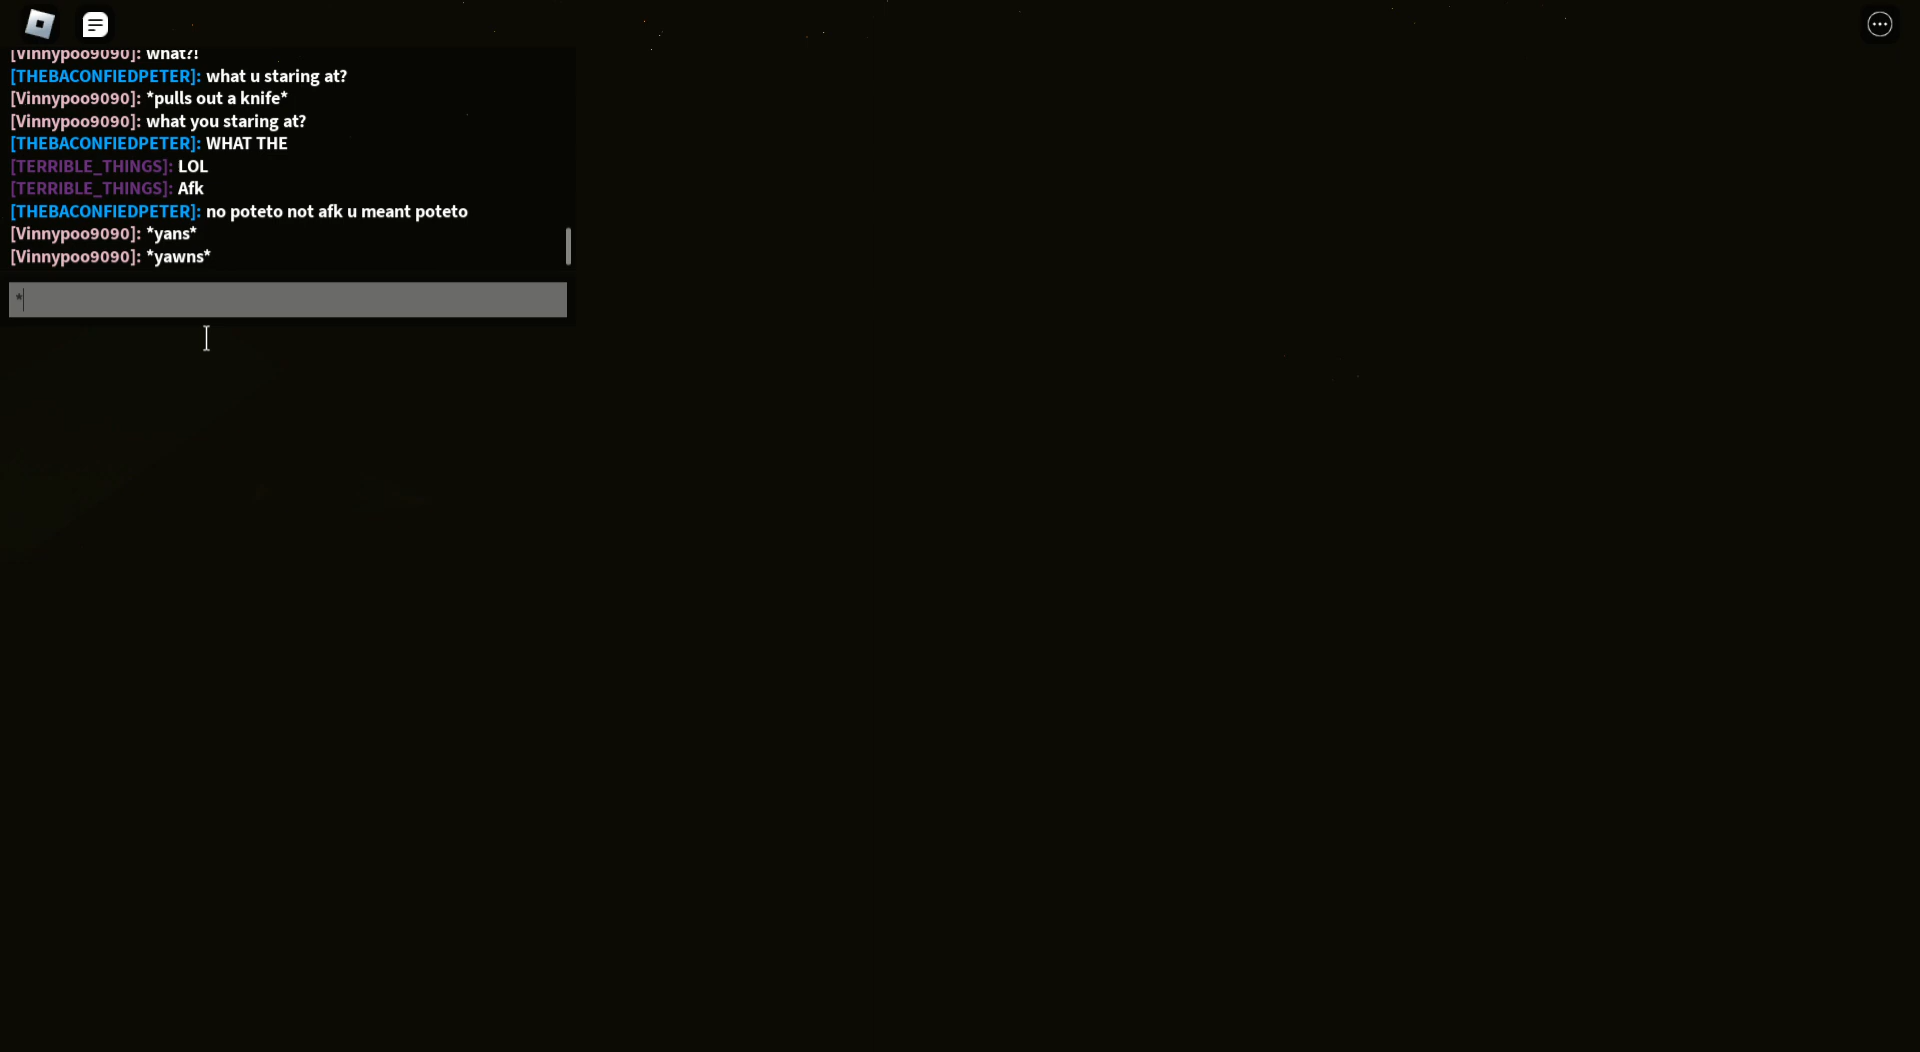 [Vinnypoo9090]: what?!
[THEBACONFIEDPETER]: what u staring at?
[Vinnypoo9090]: *pulls out a knife*
[Vinnypoo9090]: what you staring at?
[THEBACONFIEDPETER]: WHAT THE
[TERRIBLE_THINGS]: LOL
[TERRIBLE_THINGS]: Afk
[THEBACONFIEDPETER]: no poteto not afk u meant poteto
[Vinnypoo9090]: *yans*
[Vinnypoo9090]: *yawns*
*